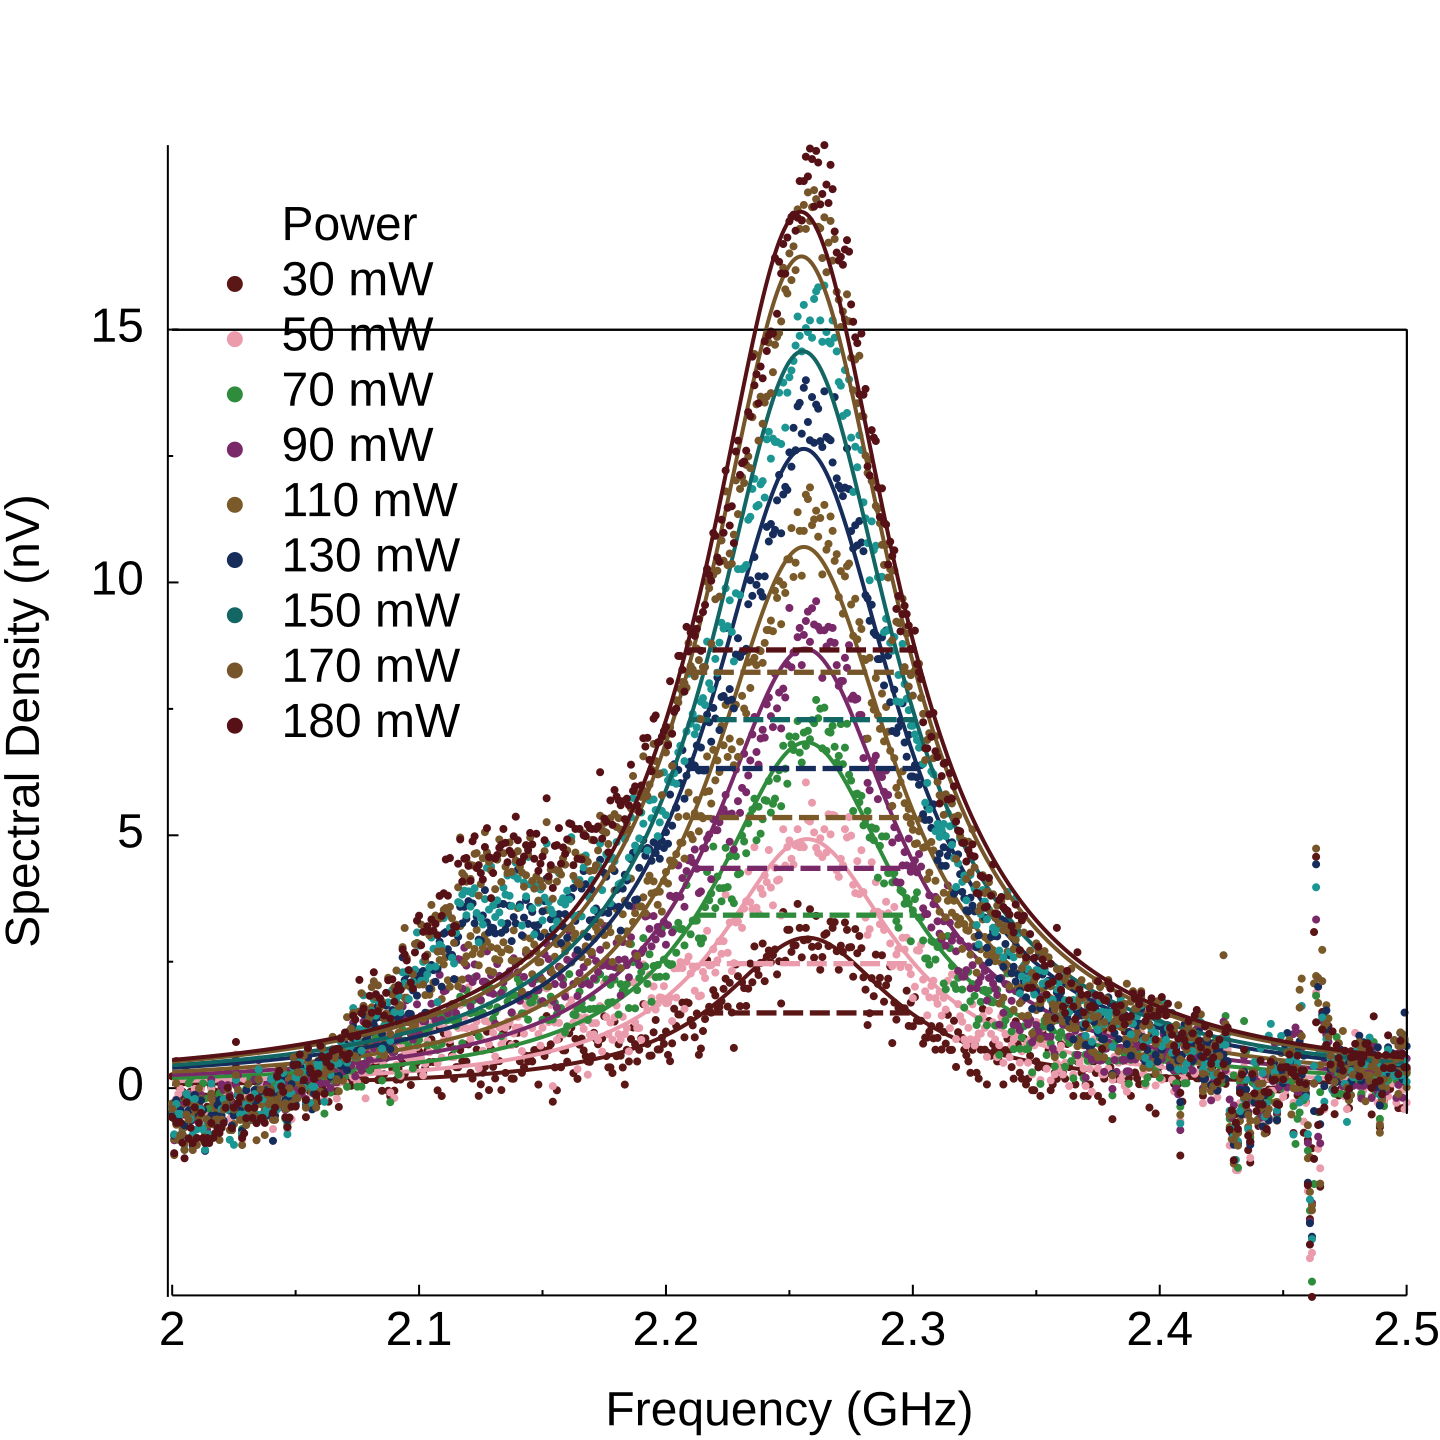 Power
30 mW
50 mW
70 mW
90 mW
110 mW
130 mW
150 mW
170 mW
180 mW
15
10
5
0
Spectral Density (nV)
2 2.1 2.2 2.3 2.4 2.5
Frequency (GHz)